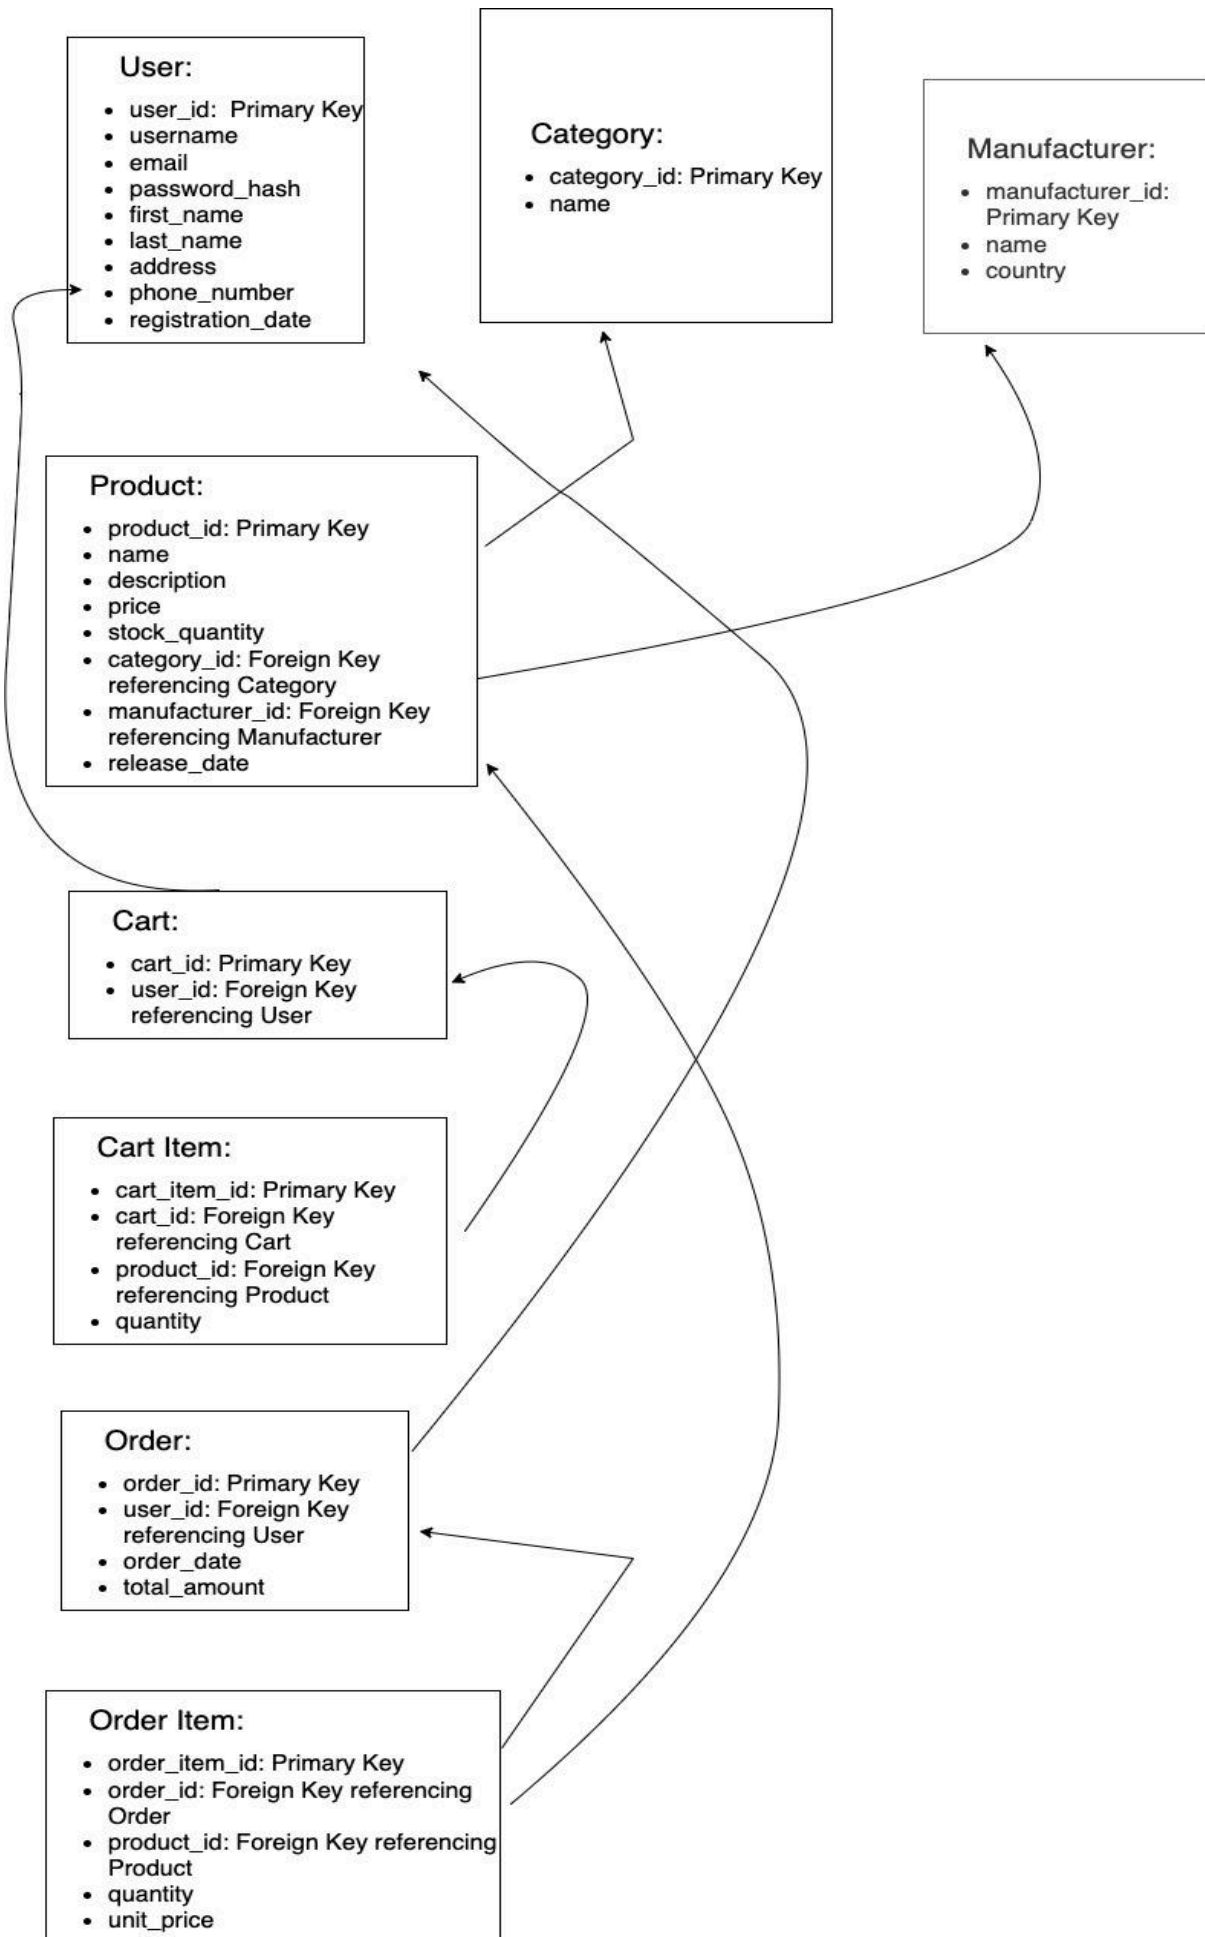 User:
• user_id:  Primary Key
• username
• email
• password_hash
• first_name
• last_name
• address
• phone_number
• registration_date
Category:
• category_id: Primary Key
• name
Manufacturer:
• manufacturer_id:
Primary Key
• name
• country
Product:
• product_id: Primary Key
• name
• description
• price
• stock_quantity
• category_id: Foreign Key
referencing Category
• manufacturer_id: Foreign Key
referencing Manufacturer
• release_date
Cart:
• cart_id: Primary Key
• user_id: Foreign Key
referencing User
Cart Item:
• cart_item_id: Primary Key
• cart_id: Foreign Key
referencing Cart
• product_id: Foreign Key
referencing Product
• quantity
Order:
• order_id: Primary Key
• user_id: Foreign Key
referencing User
• order_date
• total_amount
Order Item:
• order_item_id: Primary Key
• order_id: Foreign Key referencing
Order
• product_id: Foreign Key referencing
Product
• quantity
• unit_price